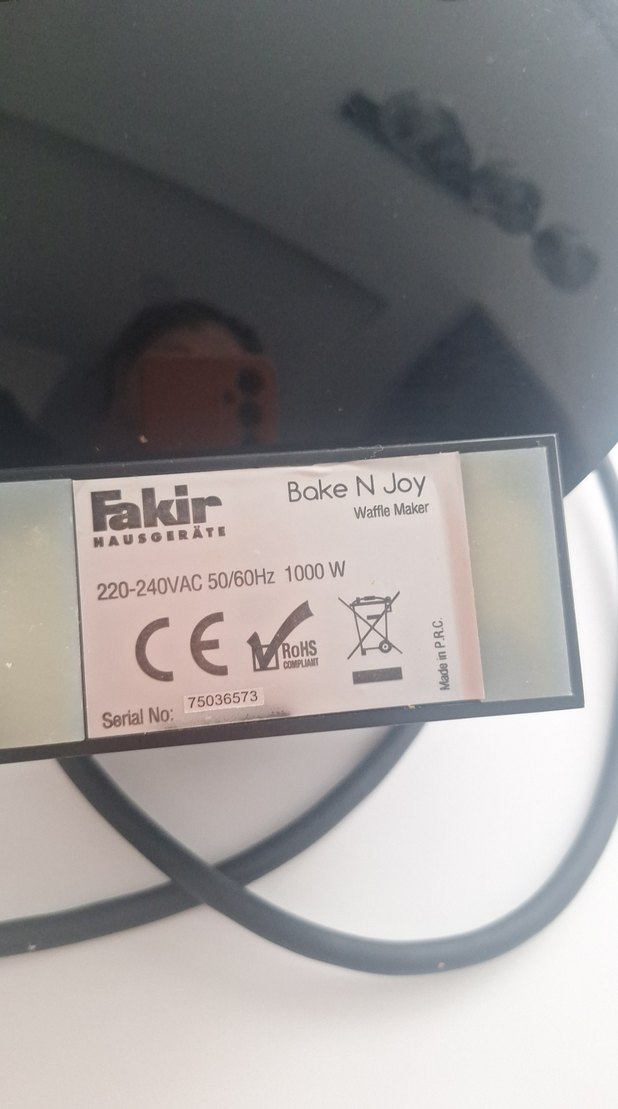 Fakir
HAUSGERÄTE
Bake N Joy
Waffle Maker
220-240VAC 50/60Hz 1000 W
CE
RoHS
COMPLIANT
Made in P.R.C.
Serial No: 75036573